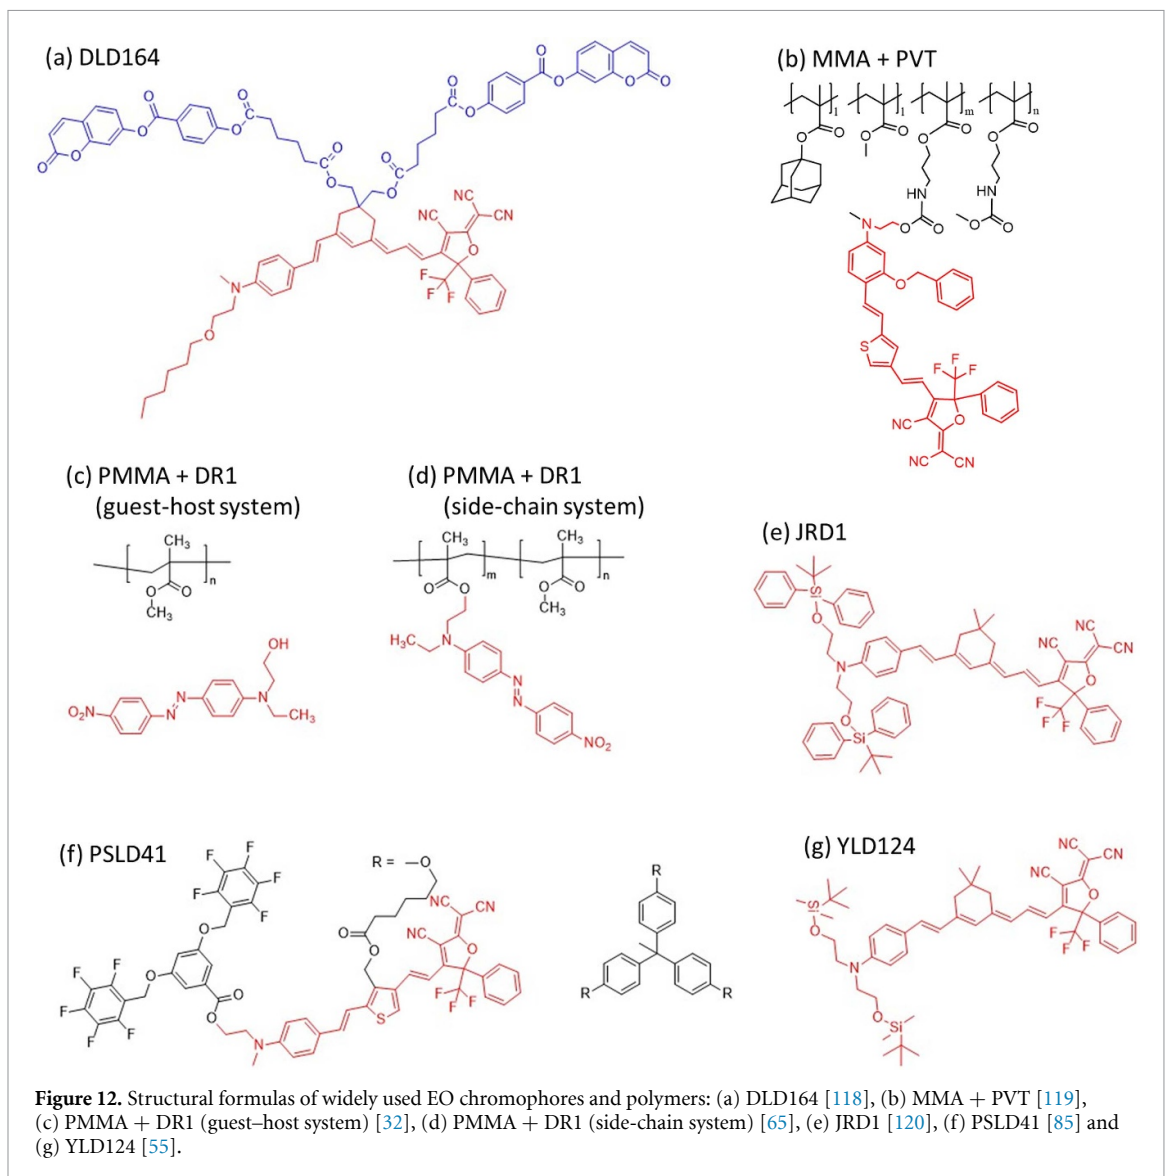 (a) DLD164
(b) MMA + PVT
(c) PMMA + DR1
(guest-host system)
(d) PMMA + DR1
(side-chain system)
(e) JRD1
(f) PSLD41
R = —O
(g) YLD124
Figure 12. Structural formulas of widely used EO chromophores and polymers: (a) DLD164 [118], (b) MMA + PVT [119],
(c) PMMA + DR1 (guest–host system) [32], (d) PMMA + DR1 (side-chain system) [65], (e) JRD1 [120], (f) PSLD41 [85] and
(g) YLD124 [55].